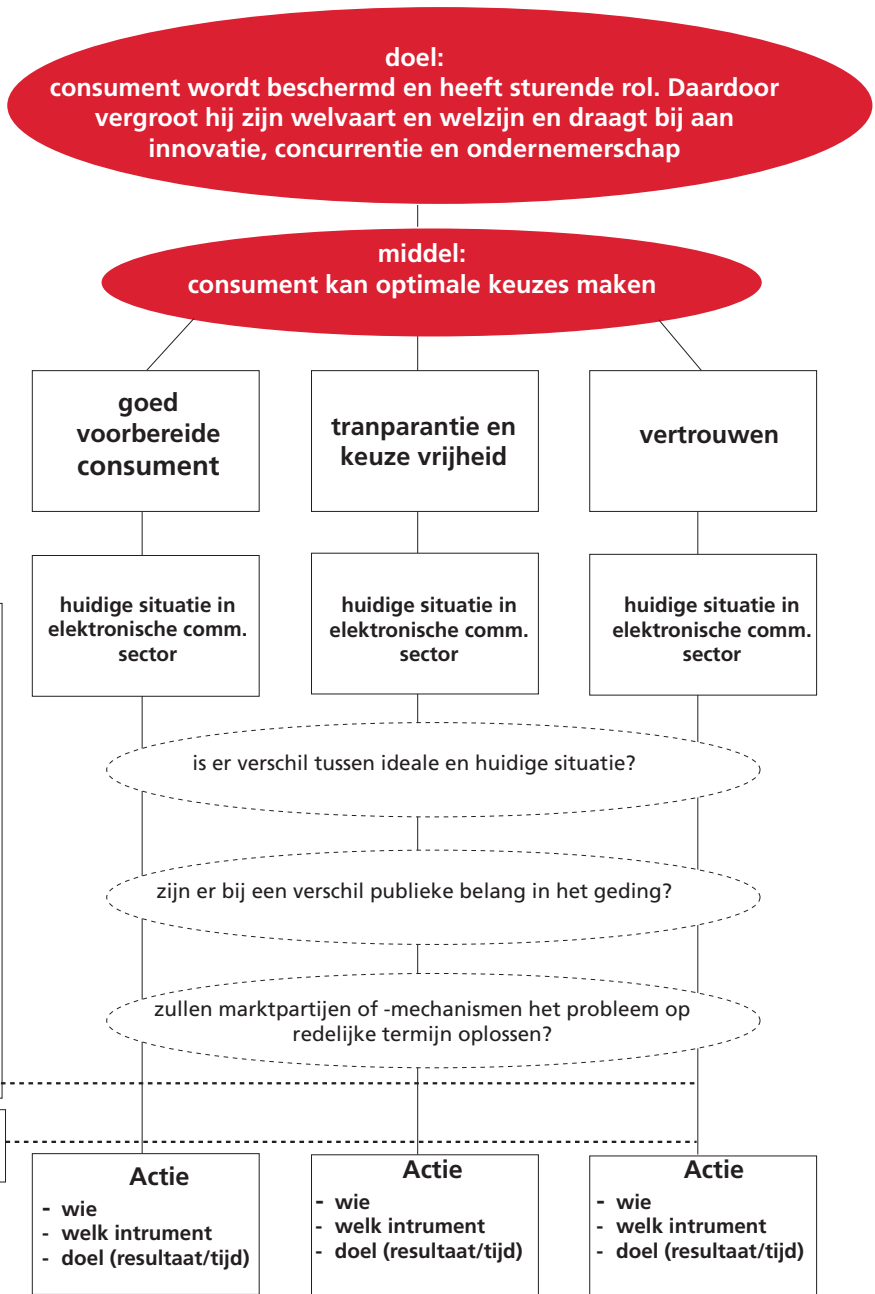 doel:
consument wordt beschermd en heeft sturende rol. Daardoor
vergroot hij zijn welvaart en welzijn en draagt bij aan
innovatie, concurrentie en ondernemerschap
middel:
consument kan optimale keuzes maken
goed
voorbereide
consument
tranparantie en
keuze vrijheid
vertrouwen
huidige situatie in
elektronische comm.
sector
huidige situatie in
elektronische comm.
sector
huidige situatie in
elektronische comm.
sector
is er verschil tussen ideale en huidige situatie?
zijn er bij een verschil publieke belang in het geding?
zullen marktpartijen of -mechanismen het probleem op
redelijke termijn oplossen?
Actie
- wie
- welk intrument
- doel (resultaat/tijd)
Actie
- wie
- welk intrument
- doel (resultaat/tijd)
Actie
- wie
- welk intrument
- doel (resultaat/tijd)